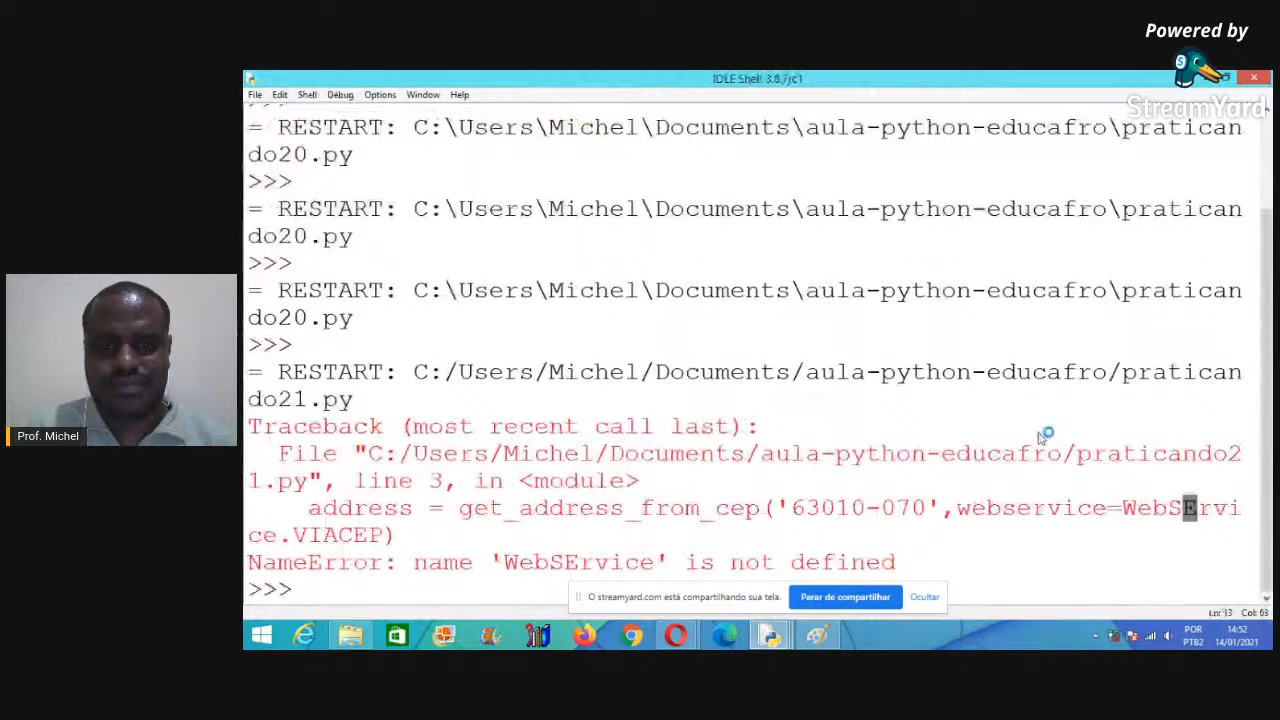 Powered by
StreamYard
IDLE Shell 3.8.7rc1
File Edit Shell Debug Options Window Help
>>>
= RESTART: C:\Users\Michel\Documents\aula-python-educafro\pratican
do20.py
>>>
= RESTART: C:\Users\Michel\Documents\aula-python-educafro\pratican
do20.py
>>>
= RESTART: C:\Users\Michel\Documents\aula-python-educafro\pratican
do20.py
>>>
= RESTART: C:/Users/Michel/Documents/aula-python-educafro/pratican
do21.py
Traceback (most recent call last):
File "C:/Users/Michel/Documents/aula-python-educafro/praticando2
1.py", line 3, in <module>
address = get_address_from_cep('63010-070',webservice=WebSErvi
ce.VIACEP)
NameError: name 'WebSErvice' is not defined
>>>
Prof. Michel
O streamyard.com está compartilhando sua tela.
Parar de compartilhar
Ocultar
Ln: 13 Col: 63
POR
PTB2
14:52
14/01/2021